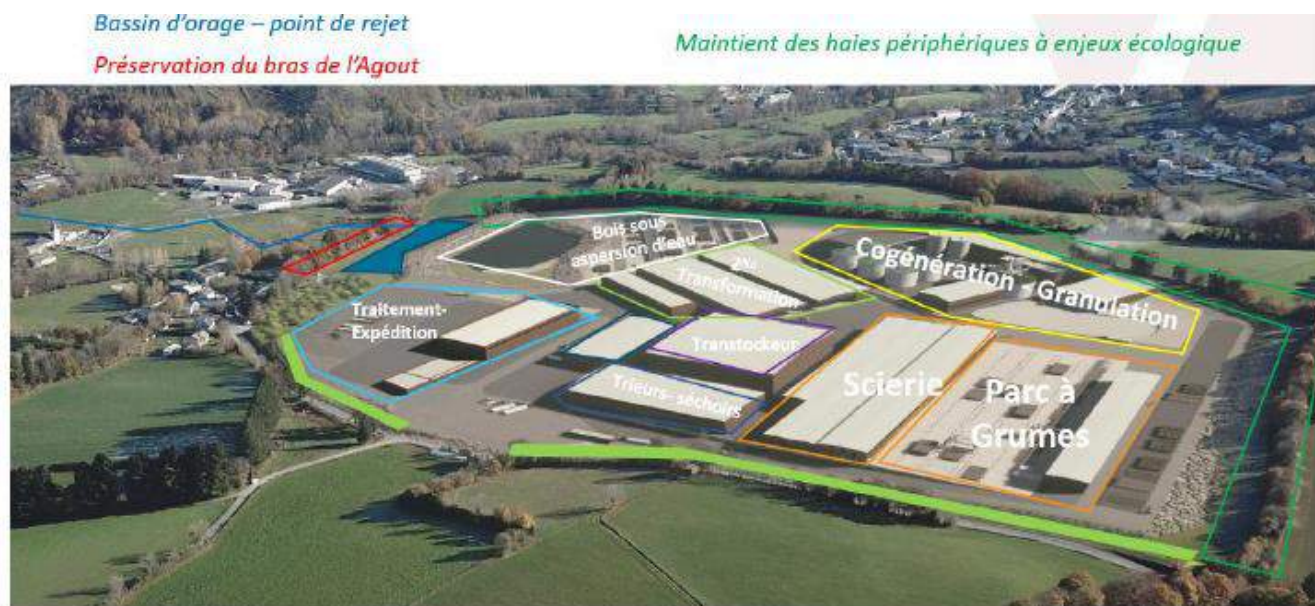 Bassin d'orage – point de rejet
Préservation du bras de l'Agout
Maintient des haies périphériques à enjeux écologique
Bois sous
aspersion d'eau
Cogénération - Granulation
Transformation
Traitement-
Expédition
Transtockeur
Trieurs- séchoirs
Scierie
Parc à
Grumes